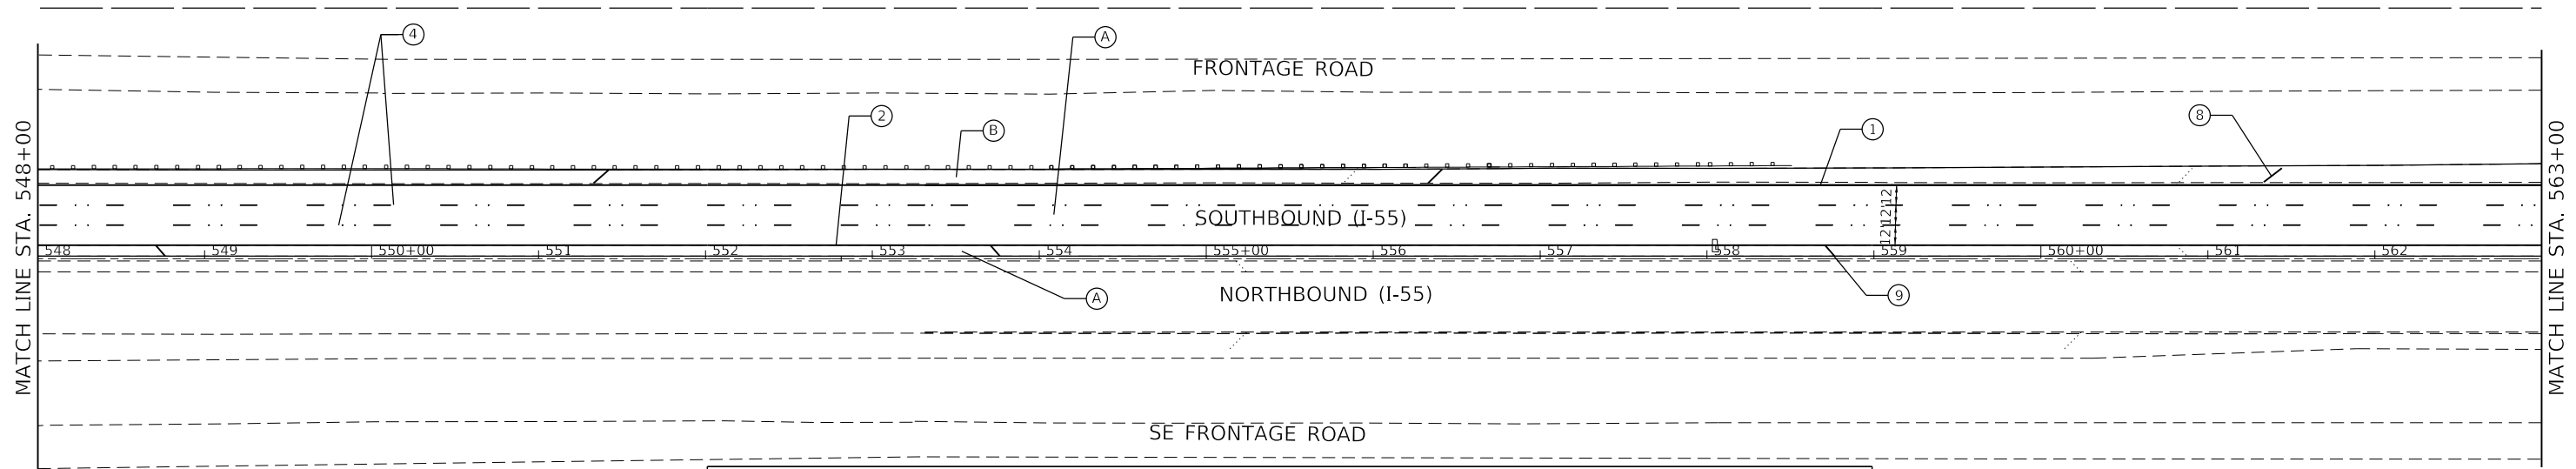 4
A
FRONTAGE ROAD
2
B
1
8
MATCH LINE STA. 548+00
MATCH LINE STA. 563+00
12'12'12'
SOUTHBOUND (I-55)
548 549 550+00 551 552 553 554 555+00 556 557 558 559 560+00 561 562
A
NORTHBOUND (I-55)
9
SE FRONTAGE ROAD